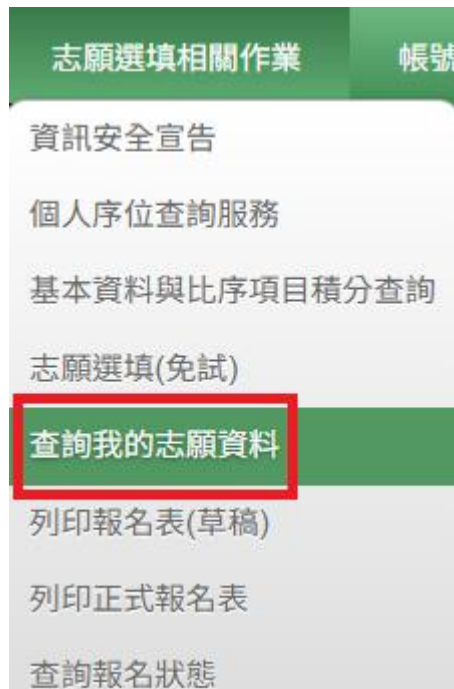 志願選填相關作業 帳號
資訊安全宣告
個人序位查詢服務
基本資料與比序項目積分查詢
志願選填(免試)
查詢我的志願資料
列印報名表(草稿)
列印正式報名表
查詢報名狀態